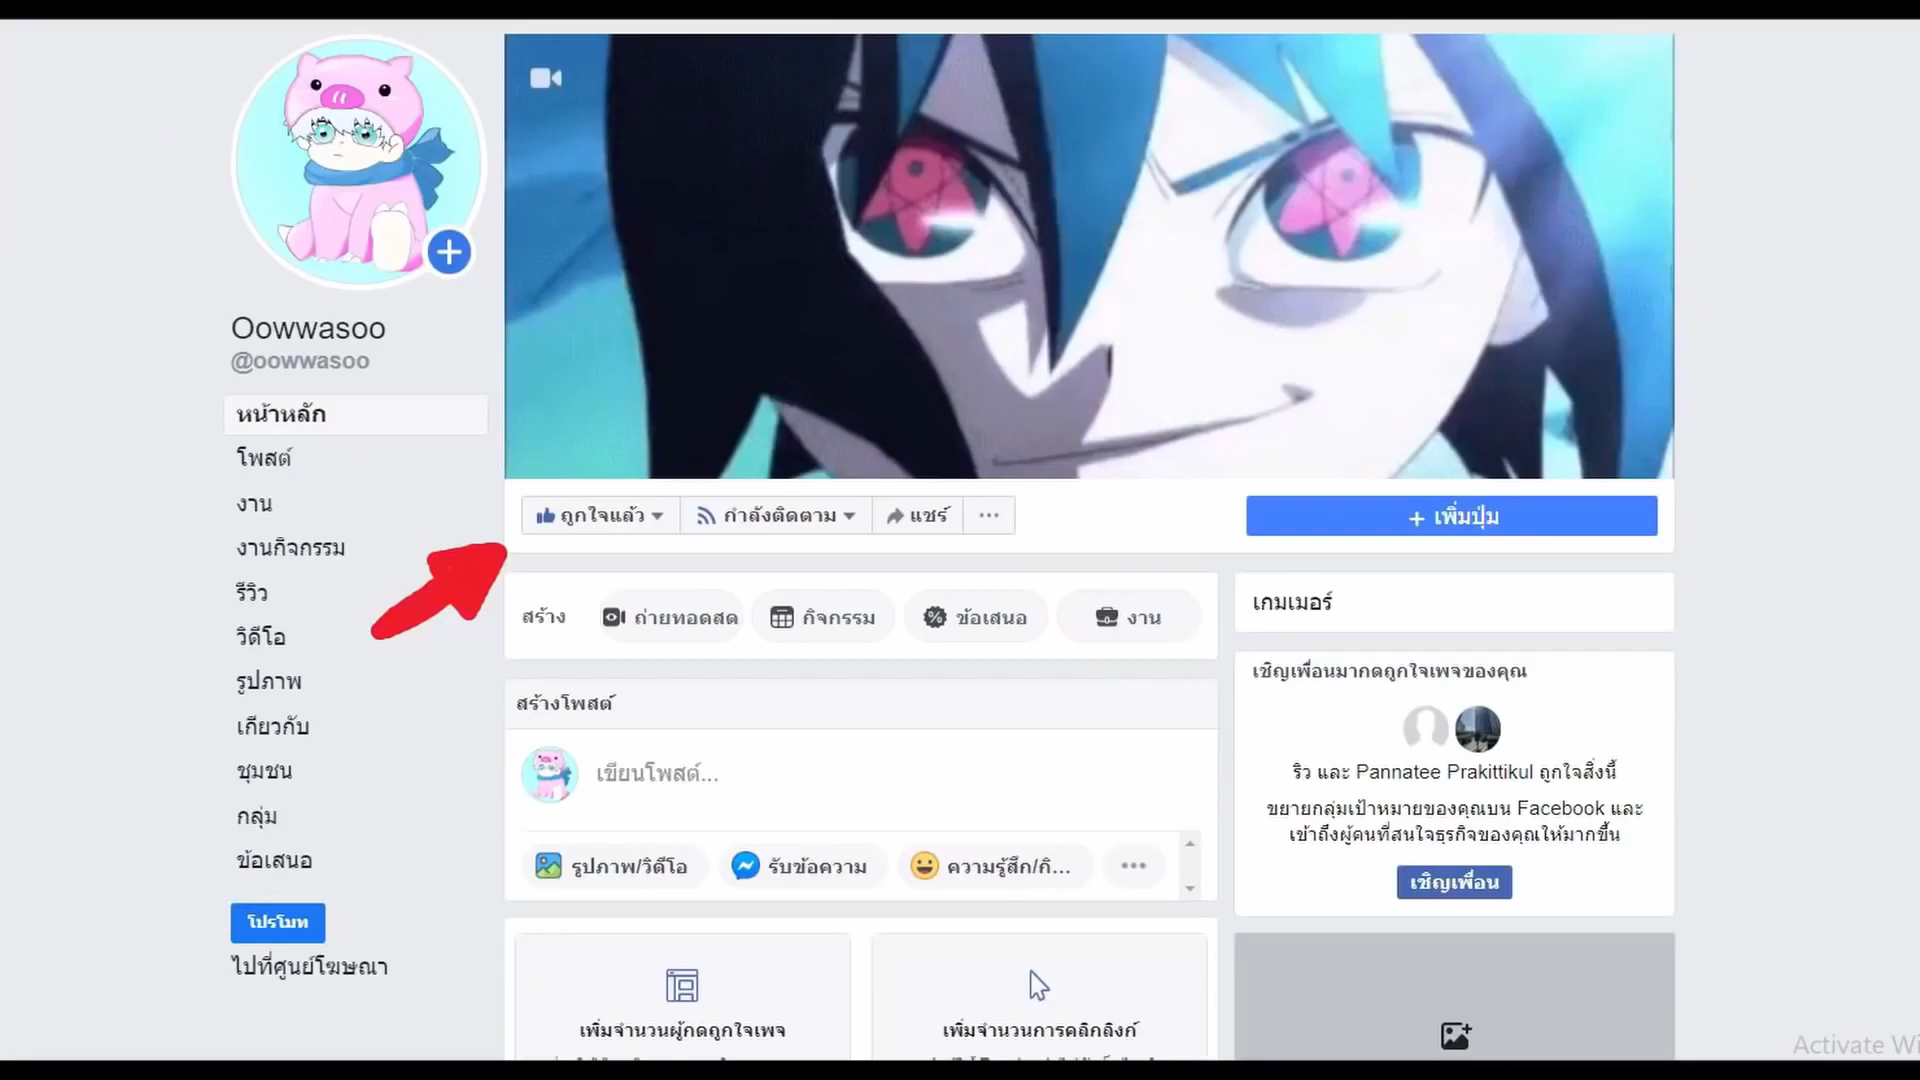 Oowwasoo
@oowwasoo
หน้าหลัก
โพสต์
งาน
งานกิจกรรม
รีวิว
วิดีโอ
รูปภาพ
เกี่ยวกับ
ชุมชน
กลุ่ม
ข้อเสนอ
โปรโมท
ไปที่ศูนย์โฆษณา
ถูกใจแล้ว กำลังติดตาม แชร์
+ เพิ่มปุ่ม
สร้าง ถ่ายทอดสด กิจกรรม ข้อเสนอ งาน
สร้างโพสต์
เขียนโพสต์...
รูปภาพ/วิดีโอ รับข้อความ ความรู้สึก/กิ...
เพิ่มจำนวนผู้กดถูกใจเพจ
เพิ่มจำนวนการคลิกลิงก์
เกมเมอร์
เชิญเพื่อนมากดถูกใจเพจของคุณ
ริว และ Pannatee Prakittikul ถูกใจสิ่งนี้
ขยายกลุ่มเป้าหมายของคุณบน Facebook และ
เข้าถึงผู้คนที่สนใจธุรกิจของคุณให้มากขึ้น
เชิญเพื่อน
Activate Wi